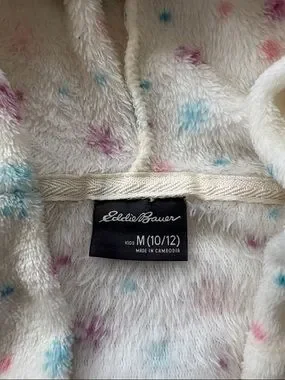 Eddie Bauer
KIDS M (10/12)
MADE IN CAMBODIA